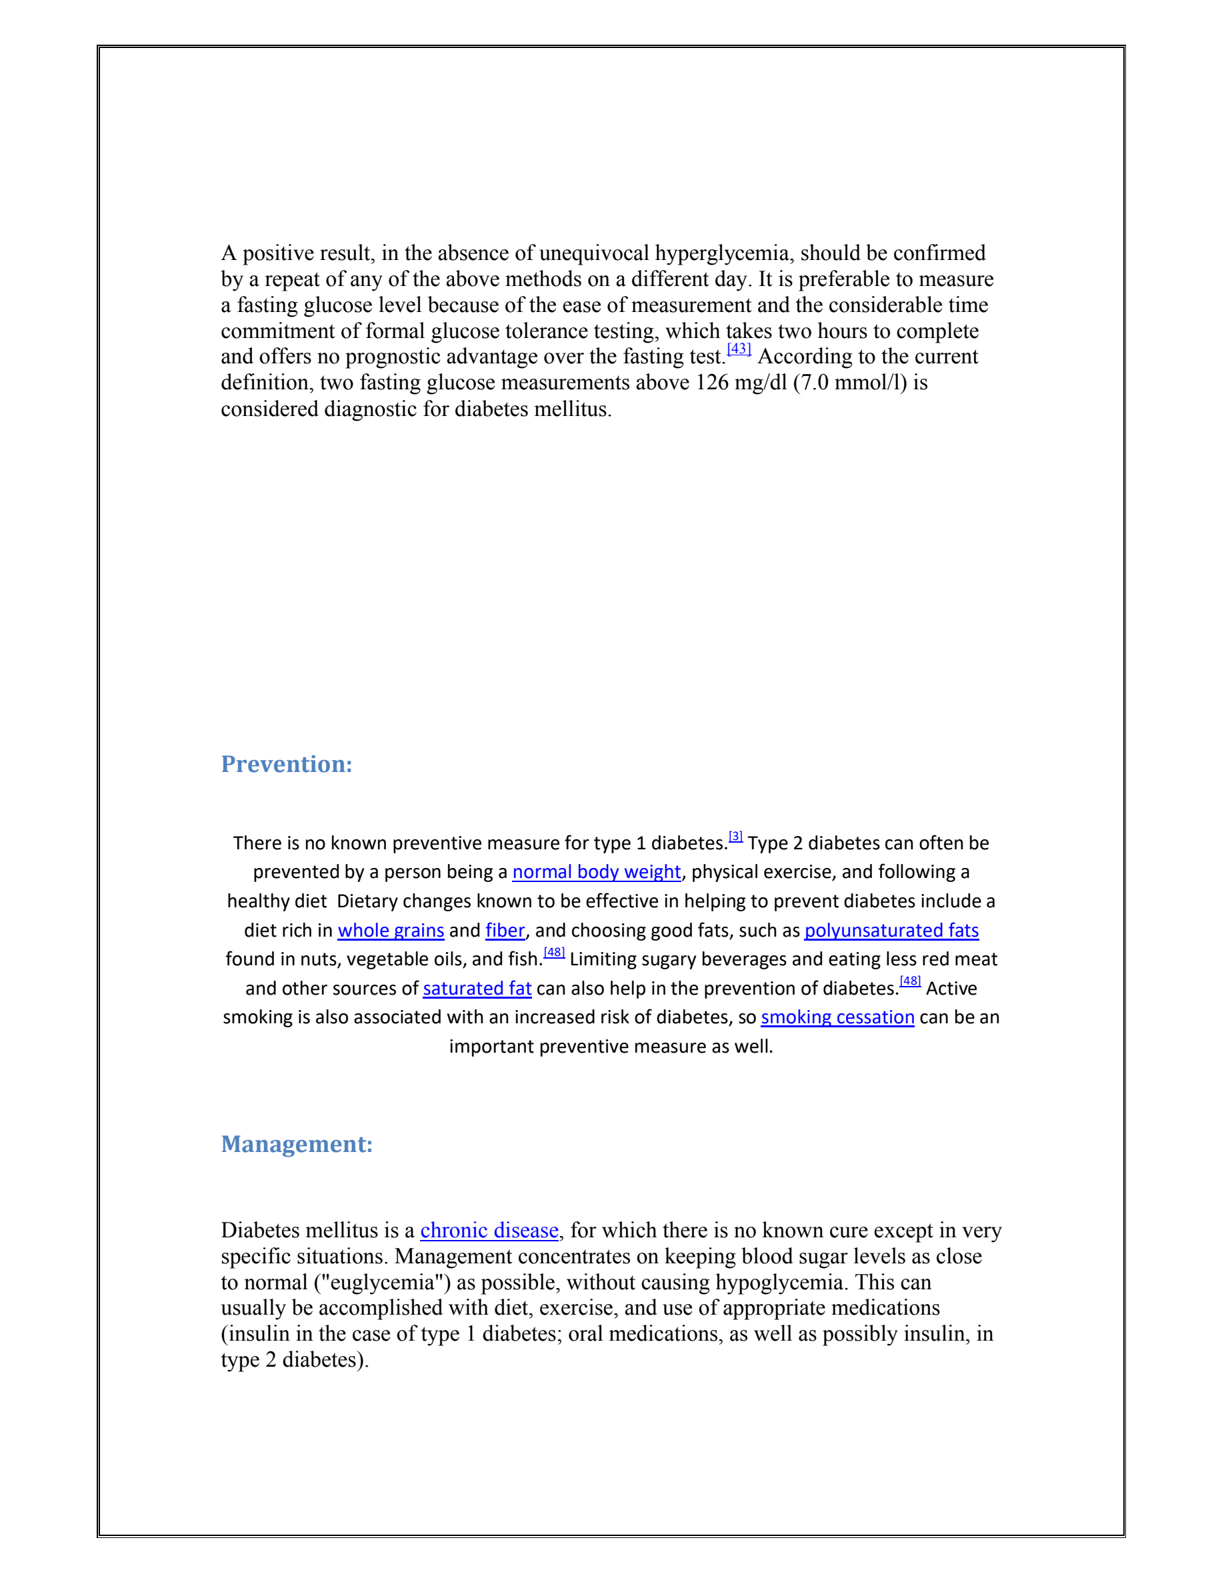 A positive result, in the absence of unequivocal hyperglycemia, should be confirmed
by a repeat of any of the above methods on a different day. It is preferable to measure
a fasting glucose level because of the ease of measurement and the considerable time
commitment of formal glucose tolerance testing, which takes two hours to complete
and offers no prognostic advantage over the fasting test.[43] According to the current
definition, two fasting glucose measurements above 126 mg/dl (7.0 mmol/l) is
considered diagnostic for diabetes mellitus.
Prevention:
There is no known preventive measure for type 1 diabetes.[3] Type 2 diabetes can often be
prevented by a person being a normal body weight, physical exercise, and following a
healthy diet  Dietary changes known to be effective in helping to prevent diabetes include a
diet rich in whole grains and fiber, and choosing good fats, such as polyunsaturated fats
found in nuts, vegetable oils, and fish.[48] Limiting sugary beverages and eating less red meat
and other sources of saturated fat can also help in the prevention of diabetes.[48] Active
smoking is also associated with an increased risk of diabetes, so smoking cessation can be an
important preventive measure as well.
Management:
Diabetes mellitus is a chronic disease, for which there is no known cure except in very
specific situations. Management concentrates on keeping blood sugar levels as close
to normal ("euglycemia") as possible, without causing hypoglycemia. This can
usually be accomplished with diet, exercise, and use of appropriate medications
(insulin in the case of type 1 diabetes; oral medications, as well as possibly insulin, in
type 2 diabetes).